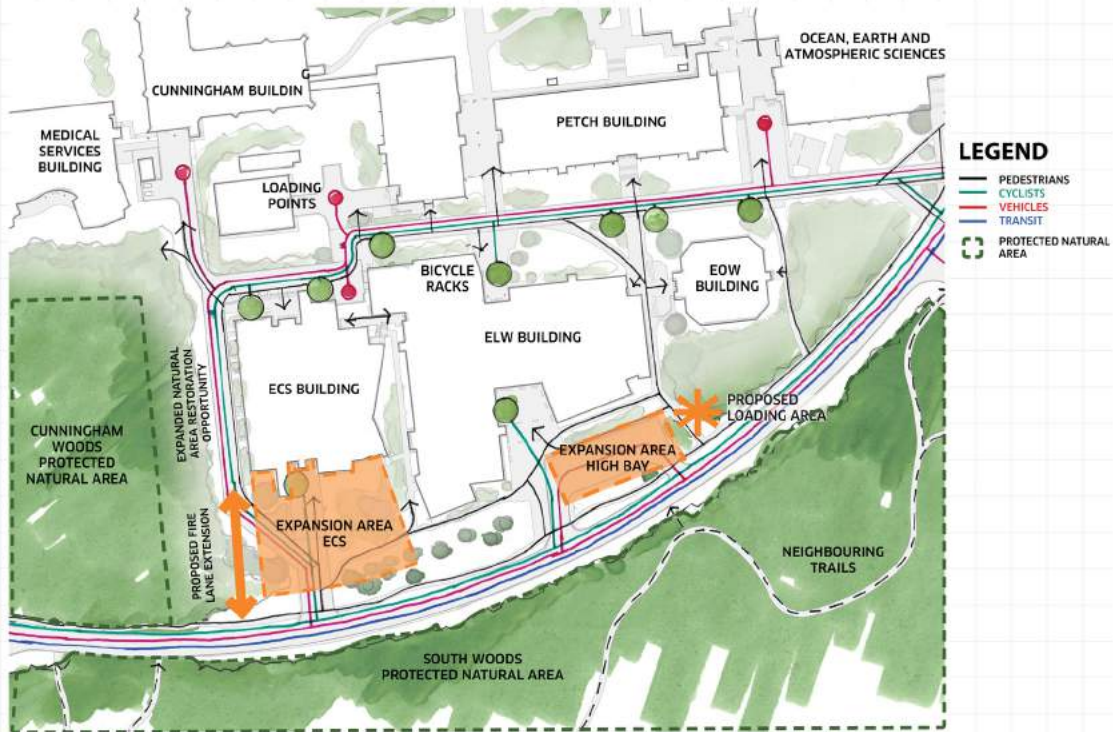 OCEAN, EARTH AND
ATMOSPHERIC SCIENCES
G
CUNNINGHAM BUILDIN
PETCH BUILDING
MEDICAL
SERVICES
BUILDING
LOADING
POINTS
LEGEND
PEDESTRIANS
CYCLISTS
VEHICLES
TRANSIT
PROTECTED NATURAL
AREA
BICYCLE
RACKS
EOW
BUILDING
ELW BUILDING
ECS BUILDING
EXPANDED NATURAL
AREA RESTORATION
OPPORTUNITY
CUNNINGHAM
WOODS
PROTECTED
NATURAL AREA
PROPOSED
LOADING AREA
EXPANSION AREA
HIGH BAY
EXPANSION AREA
ECS
PROPOSED FIRE
LANE EXTENSION
NEIGHBOURING
TRAILS
SOUTH WOODS
PROTECTED NATURAL AREA